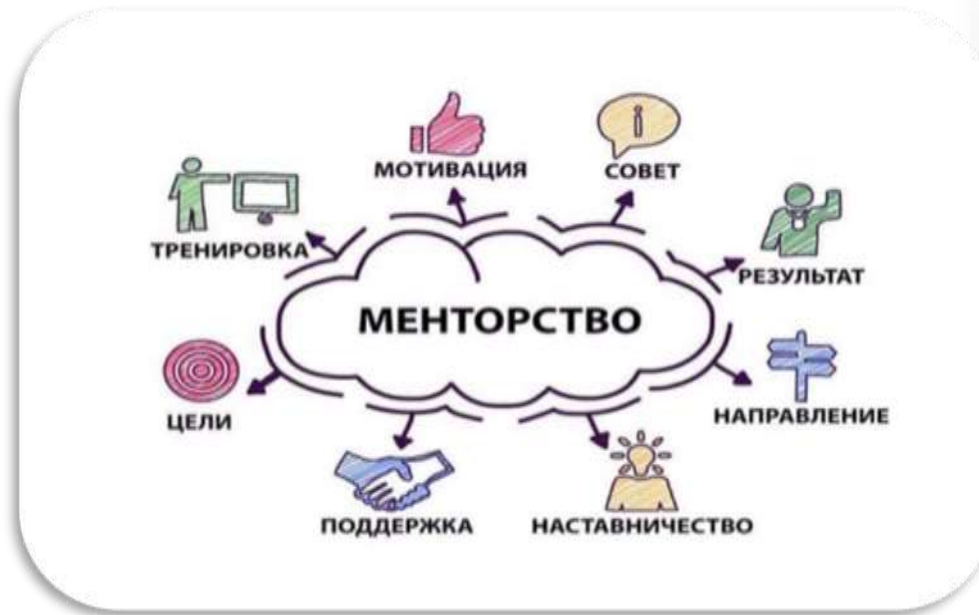 МОТИВАЦИЯ
СОВЕТ
ТРЕНИРОВКА
РЕЗУЛЬТАТ
МЕНТОРСТВО
ЦЕЛИ
НАПРАВЛЕНИЕ
ПОДДЕРЖКА
НАСТАВНИЧЕСТВО